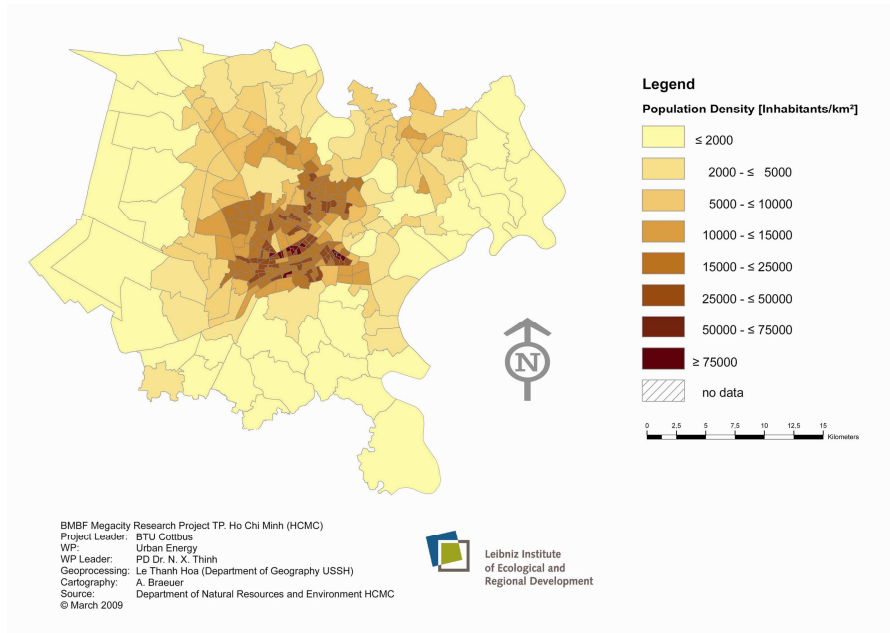 Legend
Population Density [Inhabitants/km²]
≤ 2000
2000 - ≤ 5000
5000 - ≤ 10000
10000 - ≤ 15000
15000 - ≤ 25000
25000 - ≤ 50000
50000 - ≤ 75000
≥ 75000
no data
N
0 2,5 5 7,5 10 12,5 15
Kilometers
BMBF Megacity Research Project TP. Ho Chi Minh (HCMC)
Project Leader: BTU Cottbus
WP: Urban Energy
WP Leader: PD Dr. N. X. Thinh
Geoprocessing: Le Thanh Hoa (Department of Geography USSH)
Cartography: A. Braeuer
Source: Department of Natural Resources and Environment HCMC
© March 2009
Leibniz Institute
of Ecological and
Regional Development